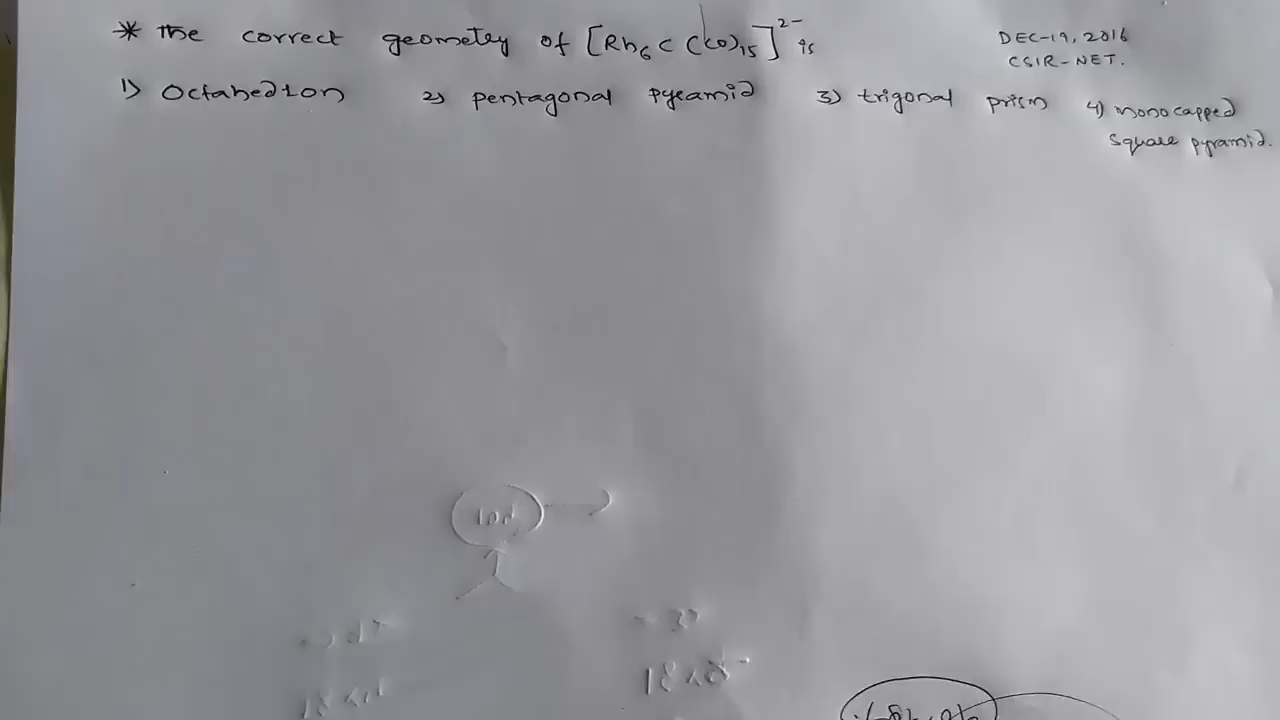 * The correct geometry of [Rh₆C(CO)₁₅]²⁻ is
DEC-19, 2016
CSIR-NET.
1) Octahedron 2) pentagonal pyramid 3) trigonal prism 4) monocapped
square pyramid.